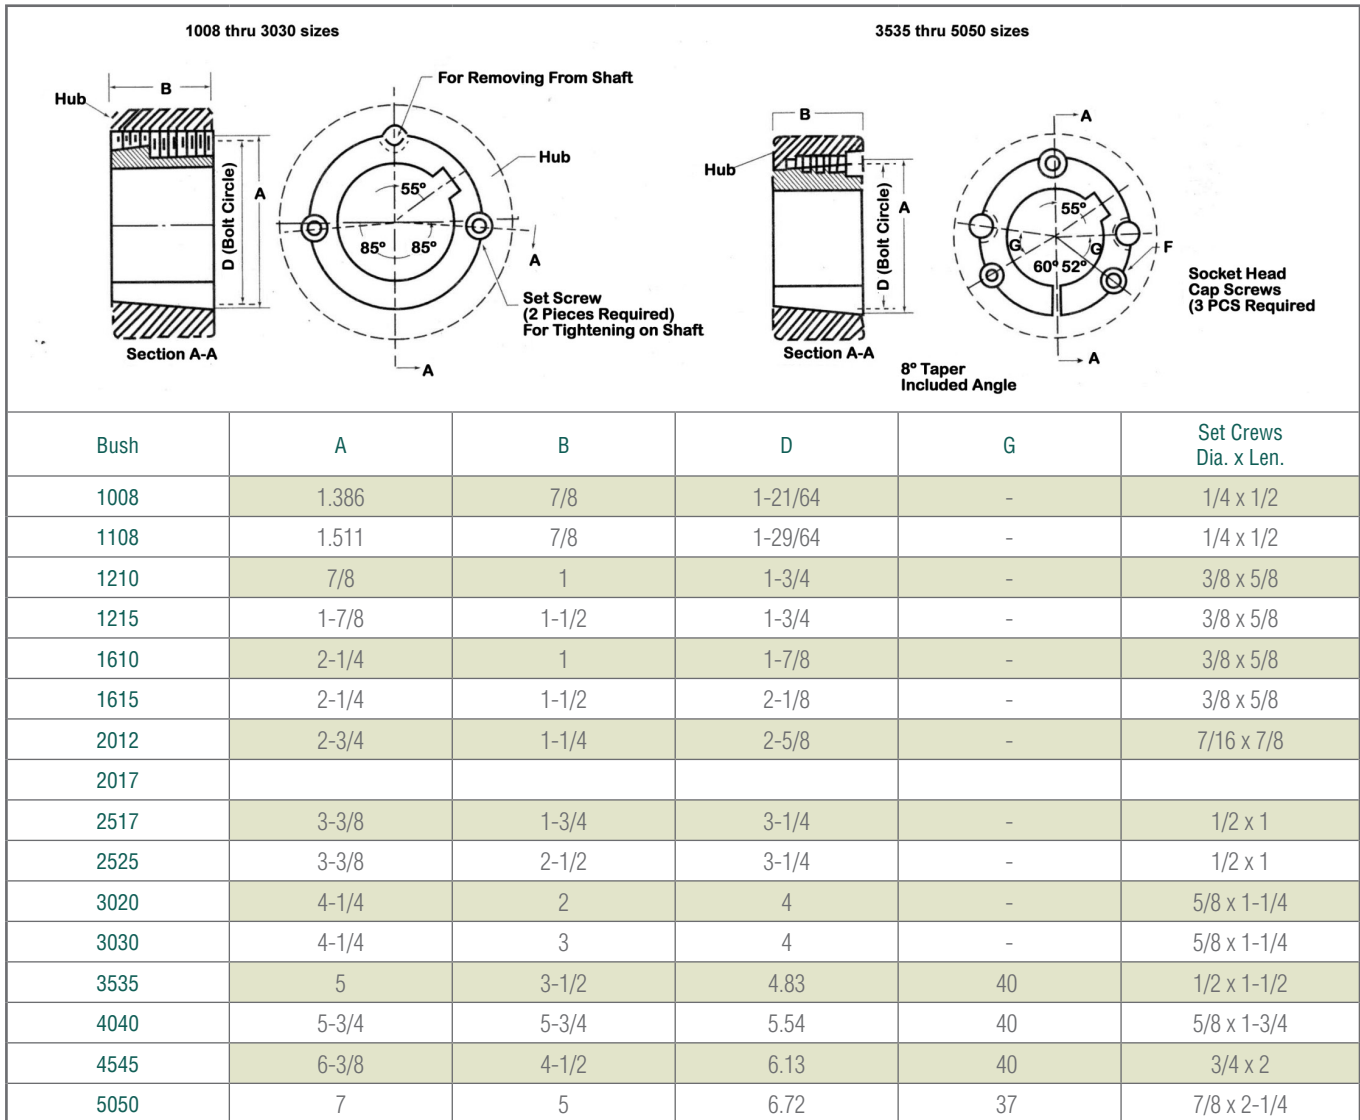 1008 thru 3030 sizes
3535 thru 5050 sizes
B
Hub
For Removing From Shaft
Hub
D (Bolt Circle)
A
55º
85º 85º
A
Set Screw
(2 Pieces Required)
For Tightening on Shaft
Section A-A
A
B
Hub
D (Bolt Circle)
A
A
55º
G G
60º 52º
F
Socket Head
Cap Screws
(3 PCS Required
Section A-A
A
8º Taper
Included Angle
Bush A B D G Set Crews
Dia. x Len.
1008 1.386 7/8 1-21/64 - 1/4 x 1/2
1108 1.511 7/8 1-29/64 - 1/4 x 1/2
1210 7/8 1 1-3/4 - 3/8 x 5/8
1215 1-7/8 1-1/2 1-3/4 - 3/8 x 5/8
1610 2-1/4 1 1-7/8 - 3/8 x 5/8
1615 2-1/4 1-1/2 2-1/8 - 3/8 x 5/8
2012 2-3/4 1-1/4 2-5/8 - 7/16 x 7/8
2017
2517 3-3/8 1-3/4 3-1/4 - 1/2 x 1
2525 3-3/8 2-1/2 3-1/4 - 1/2 x 1
3020 4-1/4 2 4 - 5/8 x 1-1/4
3030 4-1/4 3 4 - 5/8 x 1-1/4
3535 5 3-1/2 4.83 40 1/2 x 1-1/2
4040 5-3/4 5-3/4 5.54 40 5/8 x 1-3/4
4545 6-3/8 4-1/2 6.13 40 3/4 x 2
5050 7 5 6.72 37 7/8 x 2-1/4